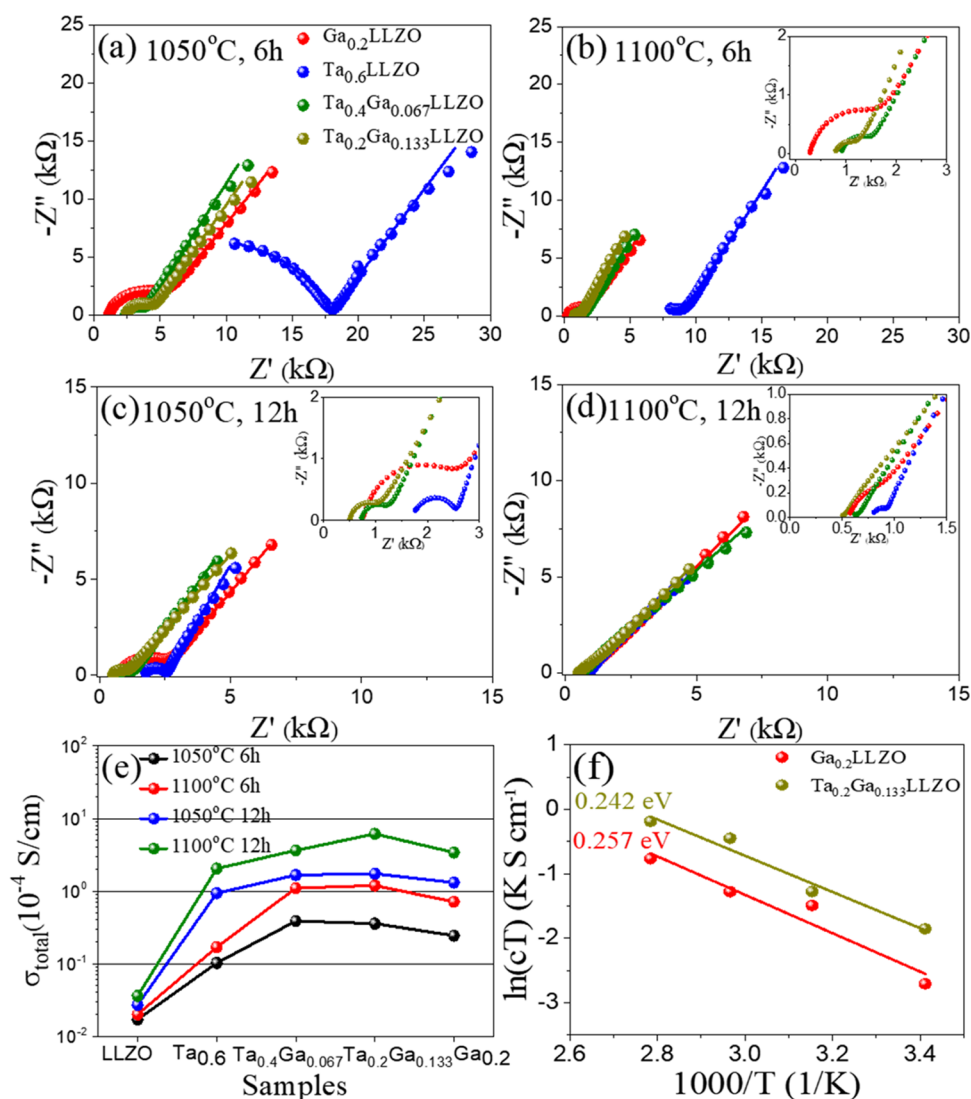 (a) 1050°C, 6h
Ga0.2LLZO
Ta0.6LLZO
Ta0.4Ga0.067LLZO
Ta0.2Ga0.133LLZO
25
20
15
10
5
0
-Z" (kΩ)
0 5 10 15 20 25 30
Z' (kΩ)
(b) 1100°C, 6h
25
20
15
10
5
0
-Z" (kΩ)
0 5 10 15 20 25 30
Z' (kΩ)
2
1
0
-Z" (kΩ)
0 1 2 3
Z' (kΩ)
(c) 1050°C, 12h
15
10
5
0
-Z" (kΩ)
0 5 10 15
Z' (kΩ)
2
1
0
-Z" (kΩ)
0 1 2 3
Z' (kΩ)
(d) 1100°C, 12h
15
10
5
0
-Z" (kΩ)
0 5 10 15
Z' (kΩ)
1.0
0.8
0.6
0.4
0.2
0.0
-Z" (kΩ)
0.0 0.5 1.0 1.5
Z' (kΩ)
(e)
1050°C 6h
1100°C 6h
1050°C 12h
1100°C 12h
10²
10¹
10⁰
10⁻¹
10⁻²
σtotal(10⁻⁴ S/cm)
LLZO Ta0.6 Ta0.4Ga0.067 Ta0.2Ga0.133 Ga0.2
Samples
(f)
Ga0.2LLZO
Ta0.2Ga0.133LLZO
0.242 eV
0.257 eV
1
0
-1
-2
-3
ln(cT) (K S cm⁻¹)
2.6 2.8 3.0 3.2 3.4
1000/T (1/K)